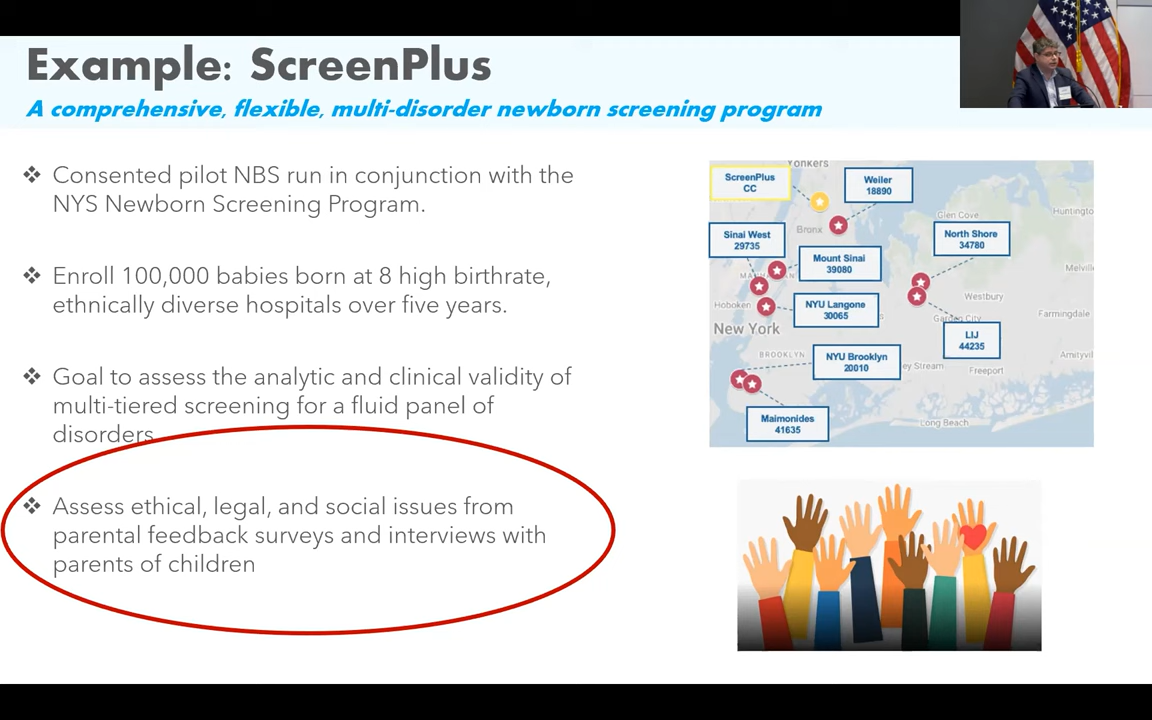 Example: ScreenPlus
A comprehensive, flexible, multi-disorder newborn screening program
❖ Consented pilot NBS run in conjunction with the
NYS Newborn Screening Program.
❖ Enroll 100,000 babies born at 8 high birthrate,
ethnically diverse hospitals over five years.
❖ Goal to assess the analytic and clinical validity of
multi-tiered screening for a fluid panel of
disorders.
❖ Assess ethical, legal, and social issues from
parental feedback surveys and interviews with
parents of children
Yonkers
ScreenPlus
CC
Weiler
18890
Glen Cove
Huntingto
Bronx
Sinai West
29735
North Shore
34780
Mount Sinai
39080
Melvill
Hoboken
NYU Langone
30065
Westbury
Garden City
Farmingdale
New York
LIJ
44235
BROOKLYN
NYU Brooklyn
20010
ey Stream
Freeport
Amityvi
Maimonides
41635
Long Beach